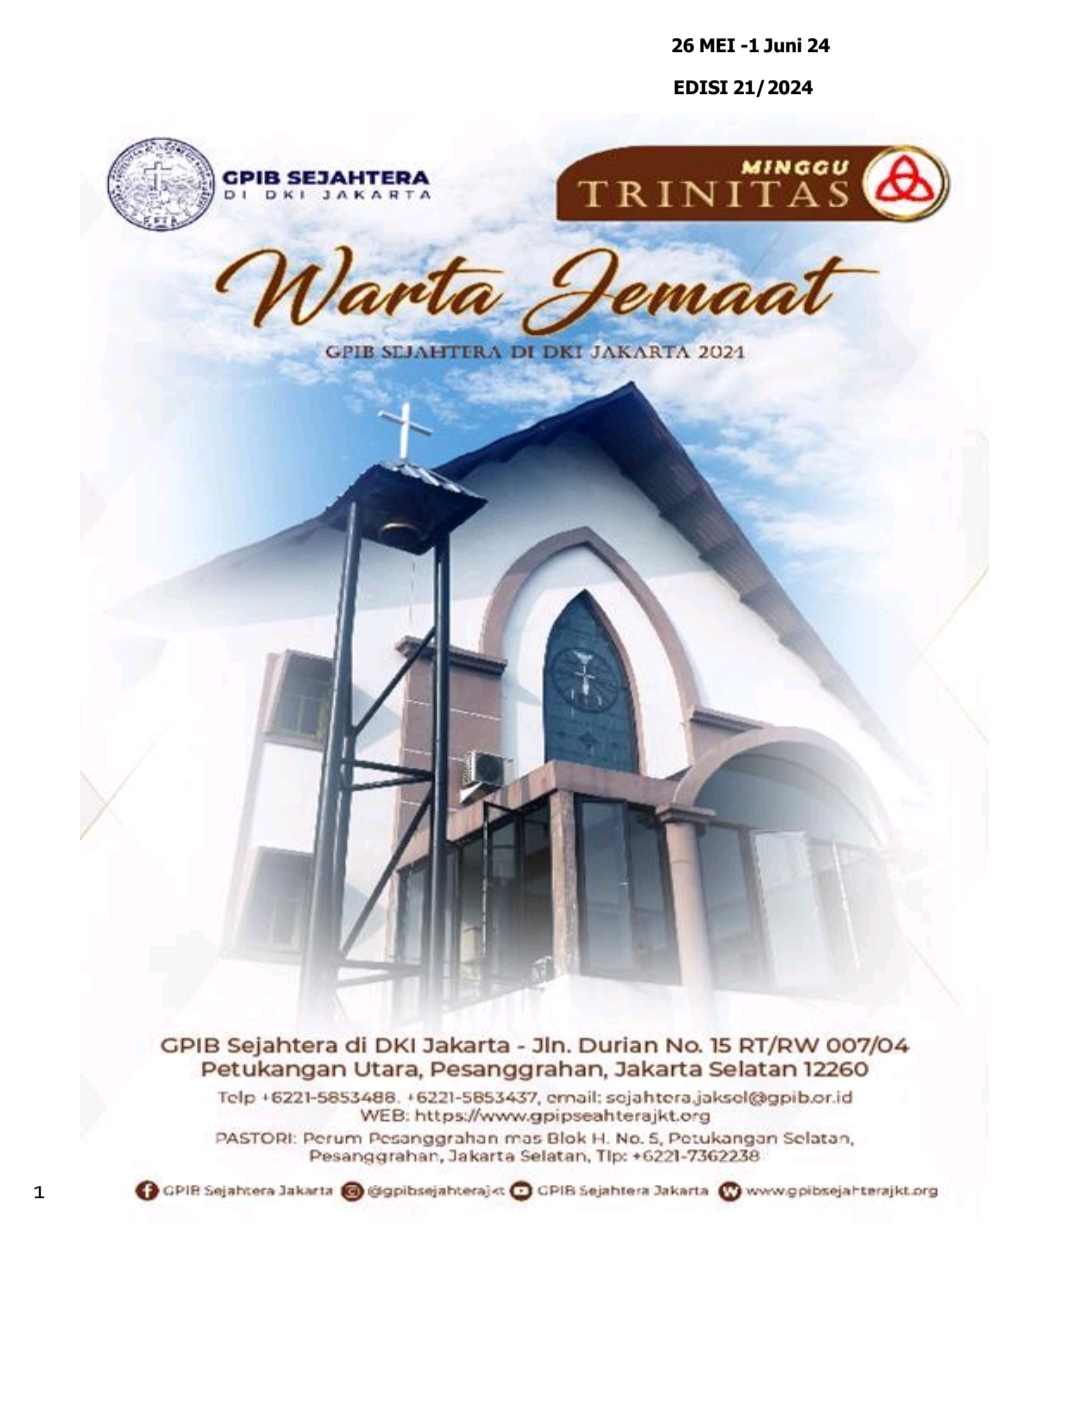 26 MEI -1 Juni 24
EDISI 21/2024
GPIB SEJAHTERA
DI DKI JAKARTA
MINGGU
TRINITAS
Warta Jemaat
GPIB SEJAHTERA DI DKI JAKARTA 2024
GPIB Sejahtera di DKI Jakarta - Jln. Durian No. 15 RT/RW 007/04
Petukangan Utara, Pesanggrahan, Jakarta Selatan 12260
Telp +6221-5853488. +6221-5853437, email: sejahtera.jaksel@gpib.or.id
WEB: https://www.gpipseahterajkt.org
PASTORI: Perum Pesanggrahan mas Blok H. No. 5, Petukangan Selatan,
Pesanggrahan, Jakarta Selatan, Tlp: +6221-7362238
1
GPIB Sejahtera Jakarta @gpibsejahterajkt GPIB Sejahtera Jakarta www.gpibsejahterajkt.org